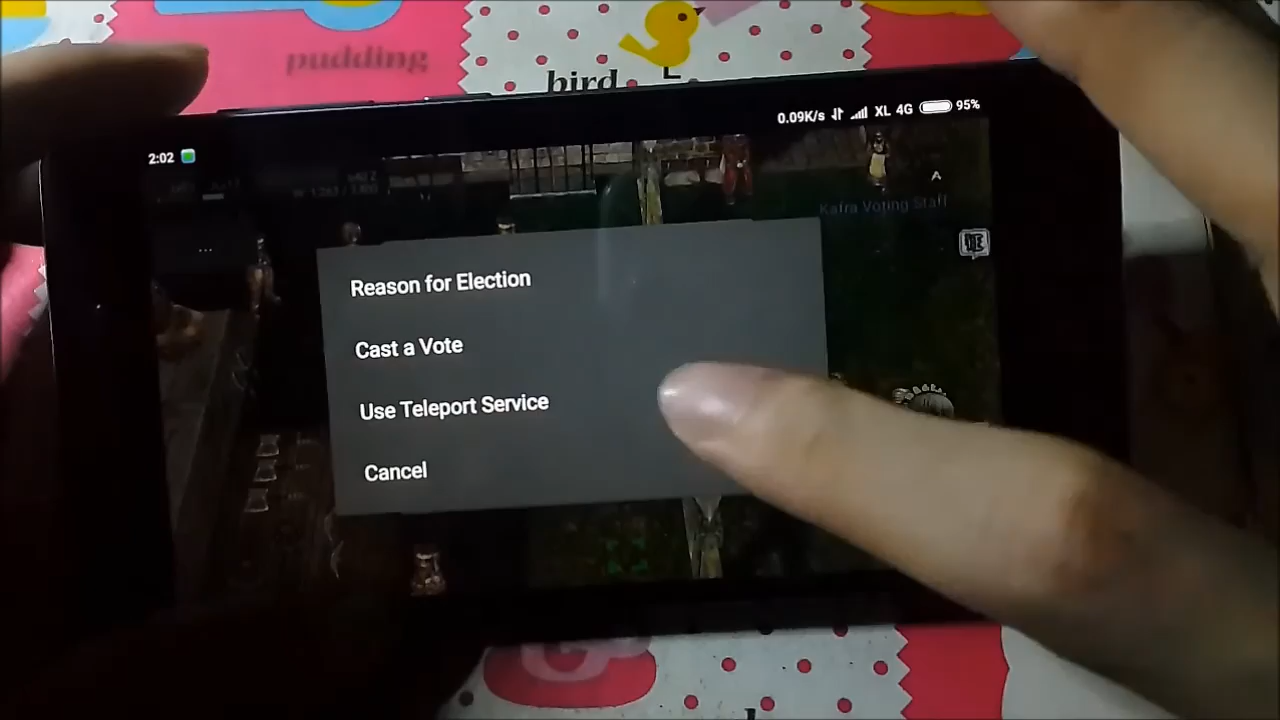 pudding
bird
0.09K/s XL 4G 95%
2:02
Kafra Voting Staff
...
Reason for Election
Cast a Vote
Use Teleport Service
Cancel